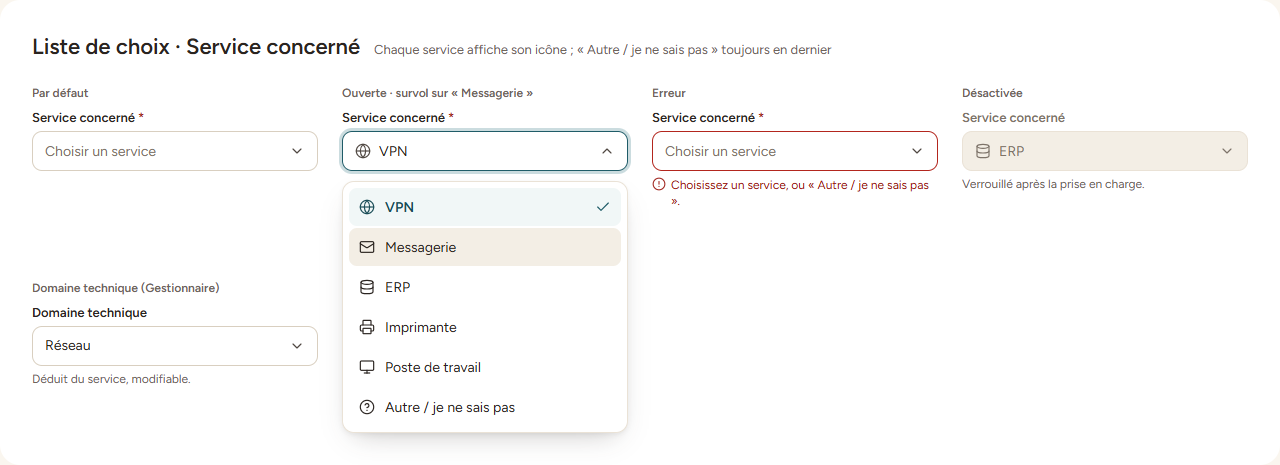 Liste de choix · Service concerné
Chaque service affiche son icône ; « Autre / je ne sais pas » toujours en dernier
Par défaut
Service concerné *
Choisir un service
Ouverte · survol sur « Messagerie »
Service concerné *
VPN
VPN
Messagerie
ERP
Imprimante
Poste de travail
Autre / je ne sais pas
Erreur
Service concerné *
Choisir un service
Choisissez un service, ou « Autre / je ne sais pas
».
Désactivée
Service concerné
ERP
Verrouillé après la prise en charge.
Domaine technique (Gestionnaire)
Domaine technique
Réseau
Déduit du service, modifiable.